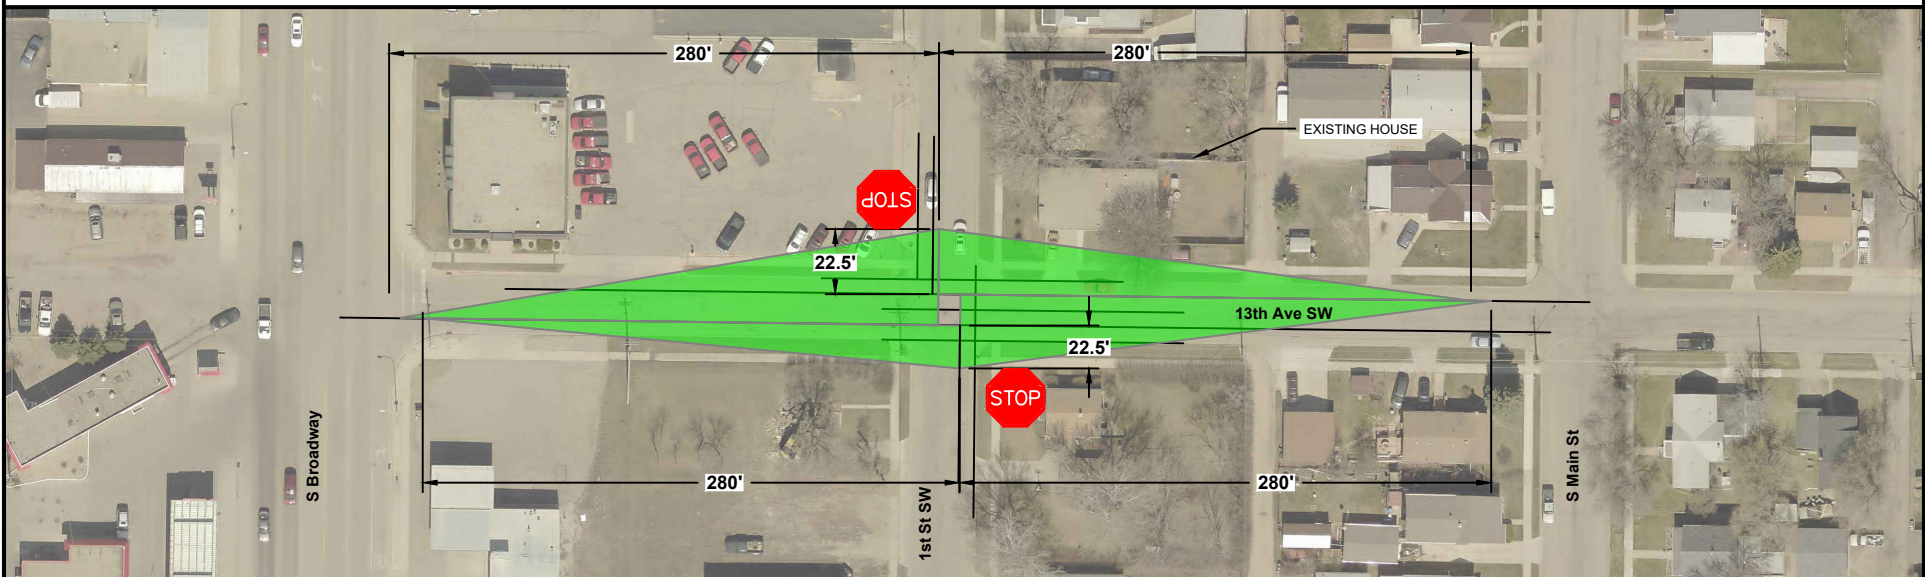 280'
280'
EXISTING HOUSE
STOP
22.5'
13th Ave SW
22.5'
STOP
S Broadway
1st St SW
S Main St
280'
280'